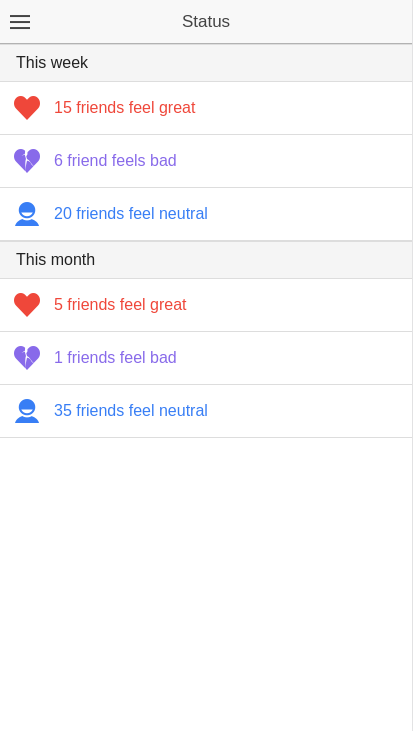 Status
This week
15 friends feel great
6 friend feels bad
20 friends feel neutral
This month
5 friends feel great
1 friends feel bad
35 friends feel neutral